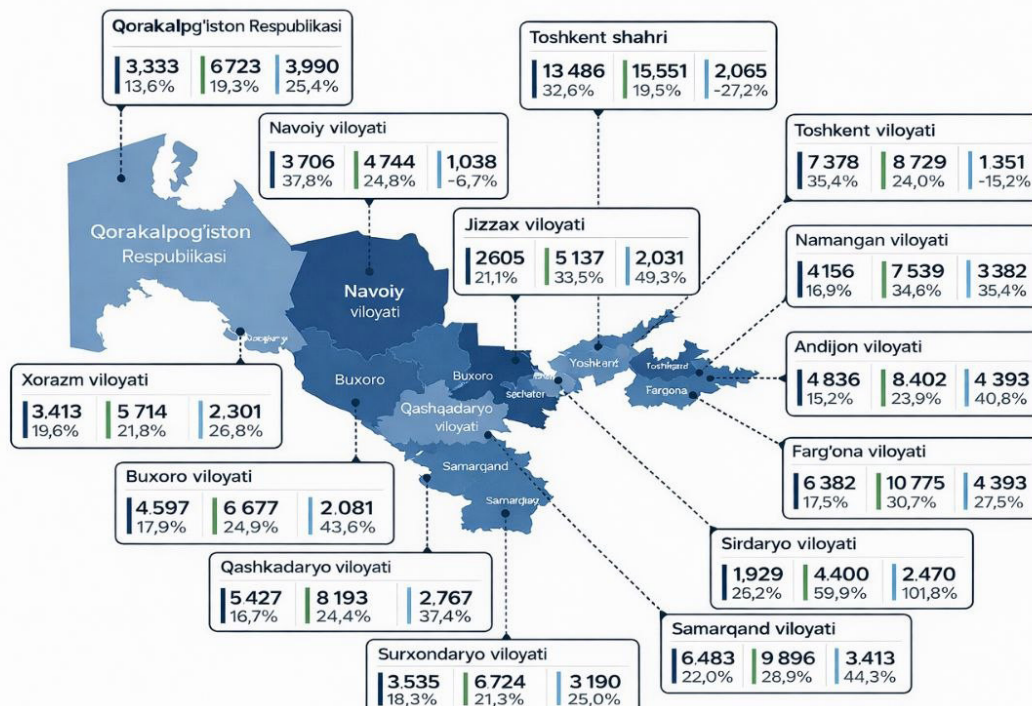 Qorakalpg'iston Respublikasi
3,333 6 723 3,990
13,6% 19,3% 25,4%
Toshkent shahri
13 486 15,551 2,065
32,6% 19,5% -27,2%
Navoiy viloyati
3 706 4 744 1,038
37,8% 24,8% -6,7%
Toshkent viloyati
7 378 8 729 1 351
35,4% 24,0% -15,2%
Jizzax viloyati
2605 5 137 2,031
21,1% 33,5% 49,3%
Namangan viloyati
4 156 7 539 3 382
16,9% 34,6% 35,4%
Qorakalpog'iston
Respublikasi
Navoiy
viloyati
Andijon viloyati
4 836 8.402 4 393
15,2% 23,9% 40,8%
Yoshkent
Fargona
Buxoro
Buxoro
Qashqadaryo
viloyati
Samarqand
Xorazm viloyati
3.413 5 714 2,301
19,6% 21,8% 26,8%
Farg'ona viloyati
6 382 10 775 4 393
17,5% 30,7% 27,5%
Buxoro viloyati
4.597 6 677 2.081
17,9% 24,9% 43,6%
Sirdaryo viloyati
1,929 4.400 2.470
26,2% 59,9% 101,8%
Qashkadaryo viloyati
5 427 8 193 2,767
16,7% 24,4% 37,4%
Samarqand viloyati
6.483 9 896 3.413
22,0% 28,9% 44,3%
Surxondaryo viloyati
3.535 6 724 3 190
18,3% 21,3% 25,0%